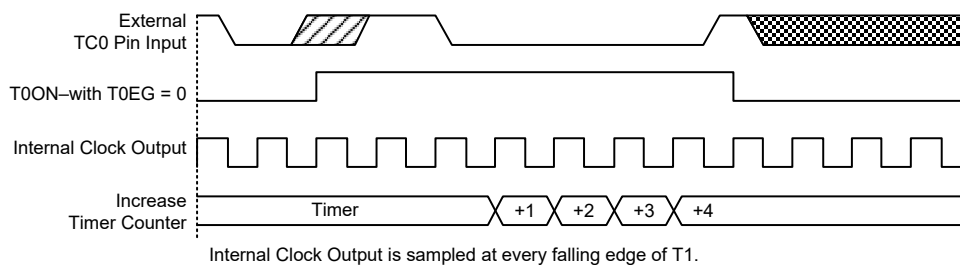 External
TC0 Pin Input
T0ON–with T0EG = 0
Internal Clock Output
Increase
Timer Counter
Timer
+1
+2
+3
+4
Internal Clock Output is sampled at every falling edge of T1.